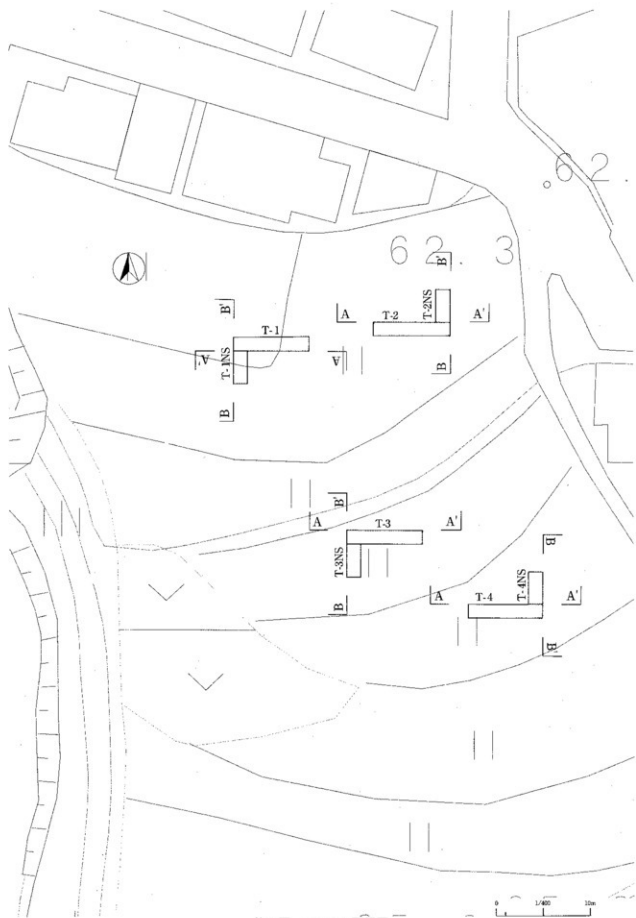 62.
62.3
B'
B'
T-2NS
A
T-2
A'
T-1
A'
T-1NS
A
B
B
B'
A
T-3
A'
T-3NS
B
B
A
T-4
T-4NS
A'
B'
0
1/400
10m